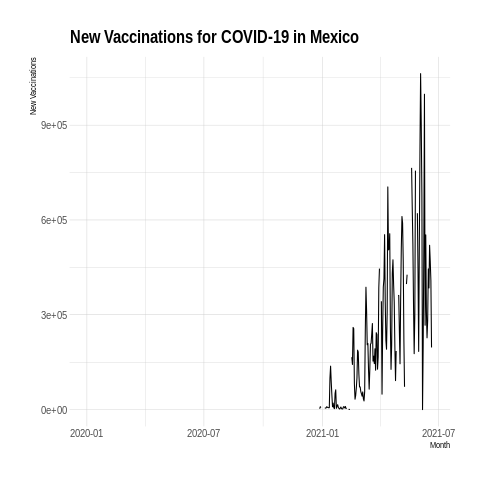 New Vaccinations for COVID-19 in Mexico
New Vaccinations
9e+05
6e+05
3e+05
0e+00
2020-01
2020-07
2021-01
2021-07
Month